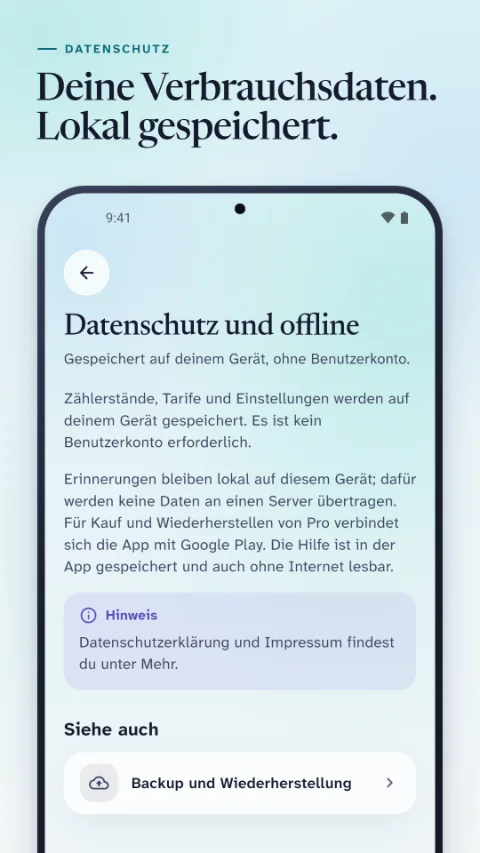 DATENSCHUTZ
Deine Verbrauchsdaten.
Lokal gespeichert.
9:41
Datenschutz und offline
Gespeichert auf deinem Gerät, ohne Benutzerkonto.
Zählerstände, Tarife und Einstellungen werden auf
deinem Gerät gespeichert. Es ist kein
Benutzerkonto erforderlich.
Erinnerungen bleiben lokal auf diesem Gerät; dafür
werden keine Daten an einen Server übertragen.
Für Kauf und Wiederherstellen von Pro verbindet
sich die App mit Google Play. Die Hilfe ist in der
App gespeichert und auch ohne Internet lesbar.
Hinweis
Datenschutzerklärung und Impressum findest
du unter Mehr.
Siehe auch
Backup und Wiederherstellung